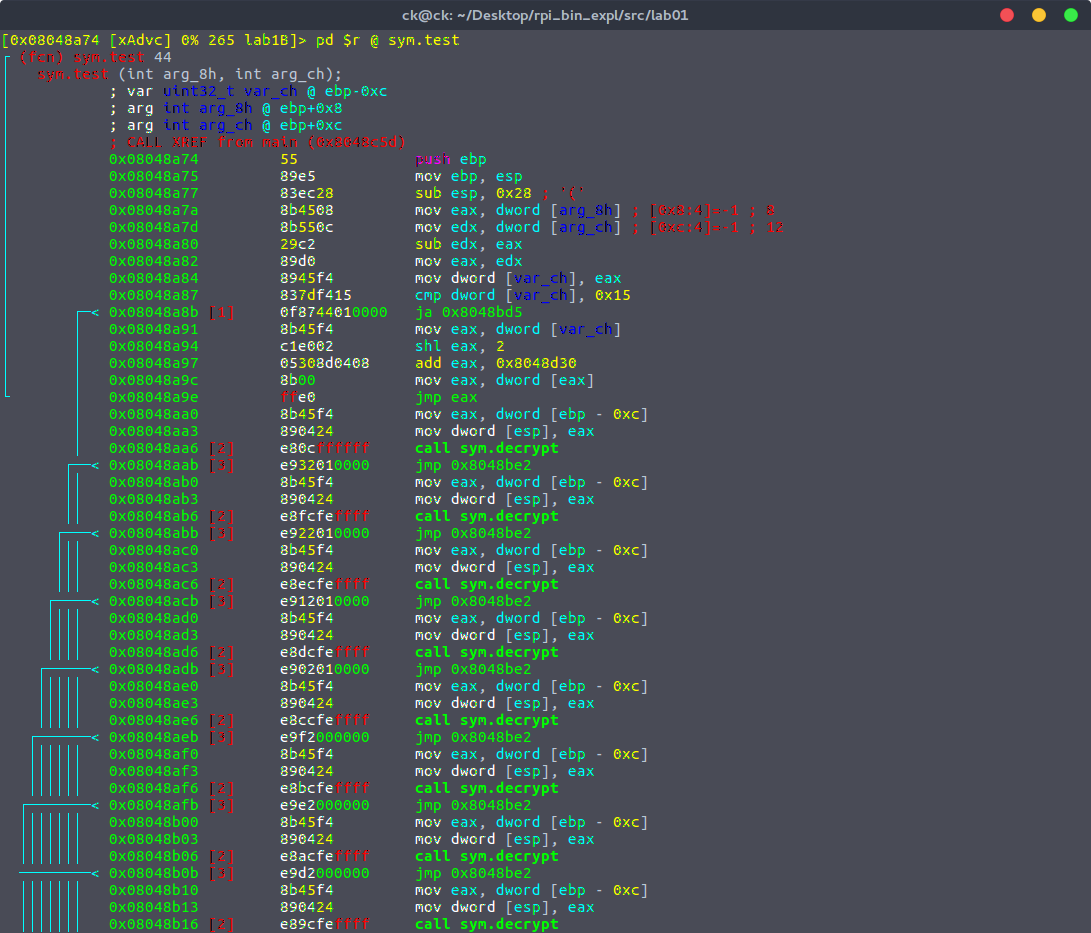 ck@ck: ~/Desktop/rpi_bin_expl/src/lab01
[0x08048a74 [xAdvc] 0% 265 lab1B]> pd $r @ sym.test
(fcn) sym.test 44
sym.test (int arg_8h, int arg_ch);
; var uint32_t var_ch @ ebp-0xc
; arg int arg_8h @ ebp+0x8
; arg int arg_ch @ ebp+0xc
; CALL XREF from main (0x8048c5d)
0x08048a74 55 push ebp
0x08048a75 89e5 mov ebp, esp
0x08048a77 83ec28 sub esp, 0x28 ; '('
0x08048a7a 8b4508 mov eax, dword [arg_8h] ; [0x8:4]=-1 ; 8
0x08048a7d 8b550c mov edx, dword [arg_ch] ; [0xc:4]=-1 ; 12
0x08048a80 29c2 sub edx, eax
0x08048a82 89d0 mov eax, edx
0x08048a84 8945f4 mov dword [var_ch], eax
0x08048a87 837df415 cmp dword [var_ch], 0x15
< 0x08048a8b [1] 0f8744010000 ja 0x8048bd5
0x08048a91 8b45f4 mov eax, dword [var_ch]
0x08048a94 c1e002 shl eax, 2
0x08048a97 05308d0408 add eax, 0x8048d30
0x08048a9c 8b00 mov eax, dword [eax]
0x08048a9e ffe0 jmp eax
0x08048aa0 8b45f4 mov eax, dword [ebp - 0xc]
0x08048aa3 890424 mov dword [esp], eax
0x08048aa6 [2] e80cffffff call sym.decrypt
< 0x08048aab [3] e932010000 jmp 0x8048be2
0x08048ab0 8b45f4 mov eax, dword [ebp - 0xc]
0x08048ab3 890424 mov dword [esp], eax
0x08048ab6 [2] e8fcfeffff call sym.decrypt
< 0x08048abb [3] e922010000 jmp 0x8048be2
0x08048ac0 8b45f4 mov eax, dword [ebp - 0xc]
0x08048ac3 890424 mov dword [esp], eax
0x08048ac6 [2] e8ecfeffff call sym.decrypt
< 0x08048acb [3] e912010000 jmp 0x8048be2
0x08048ad0 8b45f4 mov eax, dword [ebp - 0xc]
0x08048ad3 890424 mov dword [esp], eax
0x08048ad6 [2] e8dcfeffff call sym.decrypt
< 0x08048adb [3] e902010000 jmp 0x8048be2
0x08048ae0 8b45f4 mov eax, dword [ebp - 0xc]
0x08048ae3 890424 mov dword [esp], eax
0x08048ae6 [2] e8ccfeffff call sym.decrypt
< 0x08048aeb [3] e9f2000000 jmp 0x8048be2
0x08048af0 8b45f4 mov eax, dword [ebp - 0xc]
0x08048af3 890424 mov dword [esp], eax
0x08048af6 [2] e8bcfeffff call sym.decrypt
< 0x08048afb [3] e9e2000000 jmp 0x8048be2
0x08048b00 8b45f4 mov eax, dword [ebp - 0xc]
0x08048b03 890424 mov dword [esp], eax
0x08048b06 [2] e8acfeffff call sym.decrypt
< 0x08048b0b [3] e9d2000000 jmp 0x8048be2
0x08048b10 8b45f4 mov eax, dword [ebp - 0xc]
0x08048b13 890424 mov dword [esp], eax
0x08048b16 [2] e89cfeffff call sym.decrypt